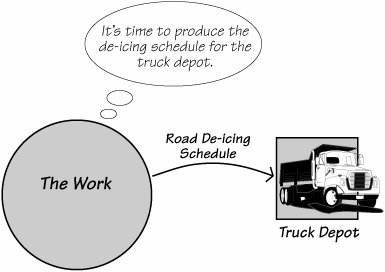 It's time to produce the
de-icing schedule for the
truck depot.
Road De-icing
Schedule
The Work
Truck Depot